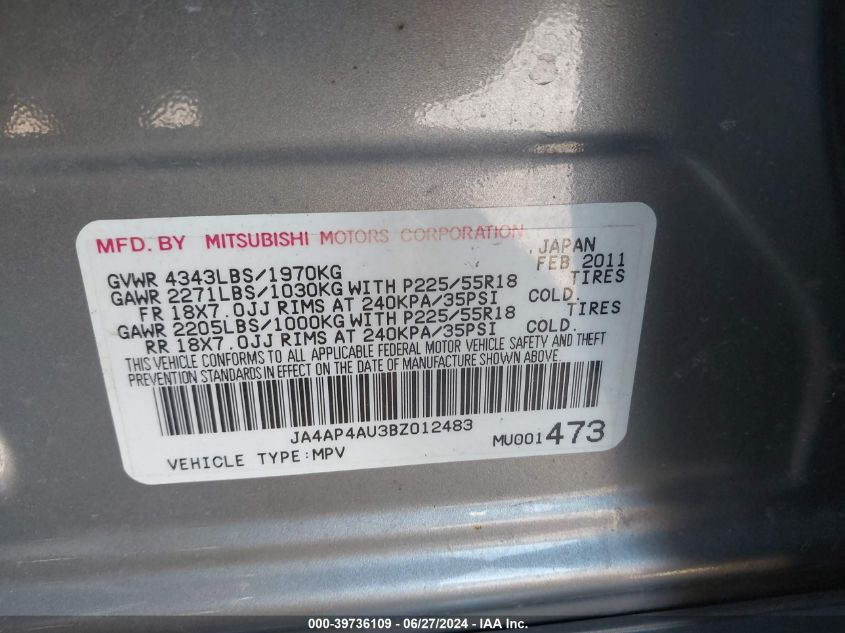 MFD. BY MITSUBISHI MOTORS CORPORATION
JAPAN
FEB 2011
GVWR 4343LBS/1970KG
GAWR 2271LBS/1030KG WITH P225/55R18 TIRES
FR 18X7.0JJ RIMS AT 240KPA/35PSI COLD.
GAWR 2205LBS/1000KG WITH P225/55R18 TIRES
RR 18X7.0JJ RIMS AT 240KPA/35PSI COLD.
THIS VEHICLE CONFORMS TO ALL APPLICABLE FEDERAL MOTOR VEHICLE SAFETY AND THEFT
PREVENTION STANDARDS IN EFFECT ON THE DATE OF MANUFACTURE SHOWN ABOVE.
JA4AP4AU3BZ012483
MU001473
VEHICLE TYPE:MPV
000-39736109 - 06/27/2024 - IAA Inc.